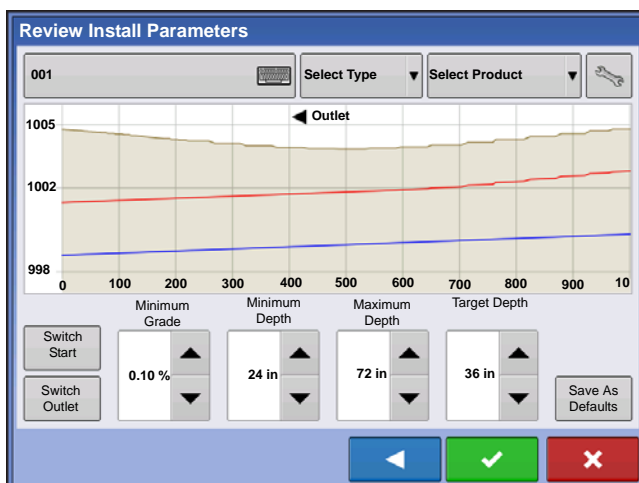 Review Install Parameters
001
Select Type
Select Product
1005
Outlet
1002
998
0 100 200 300 400 500 600 700 800 900 10
Minimum Grade
Minimum Depth
Maximum Depth
Target Depth
Switch Start
0.10 %
24 in
72 in
36 in
Switch Outlet
Save As Defaults